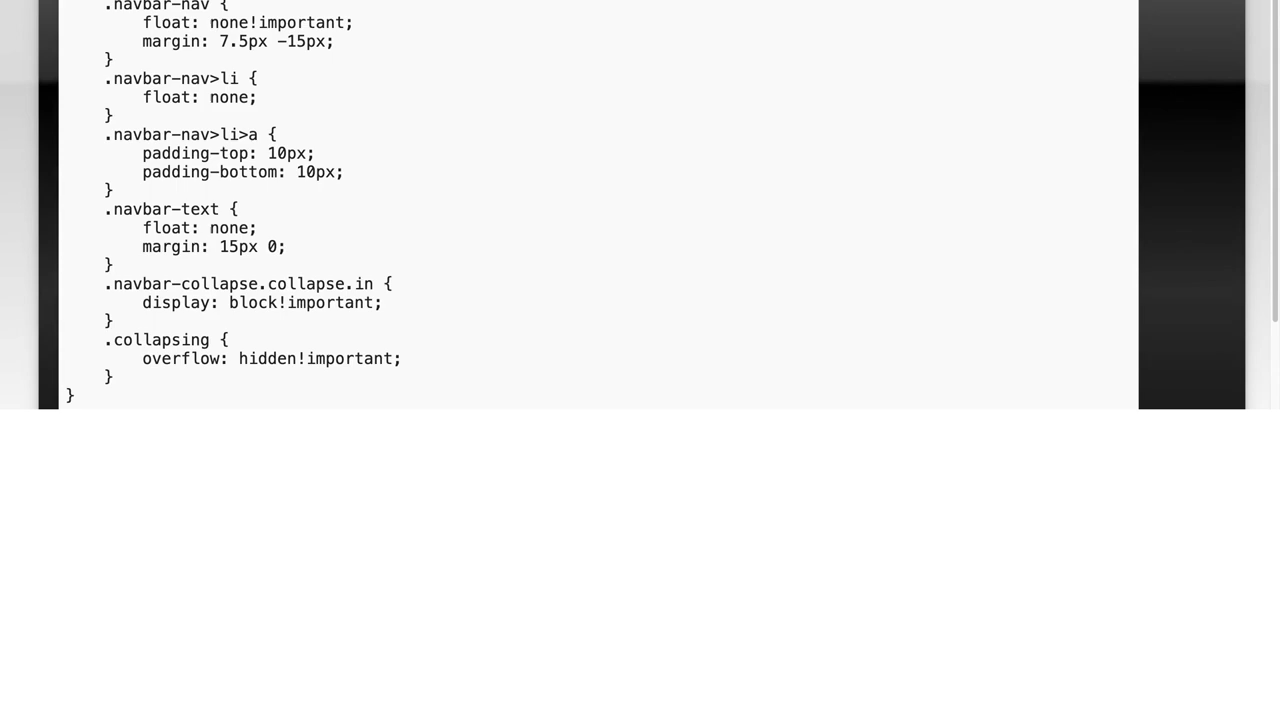 .navbar-nav {
float: none!important;
margin: 7.5px -15px;
}
.navbar-nav>li {
float: none;
}
.navbar-nav>li>a {
padding-top: 10px;
padding-bottom: 10px;
}
.navbar-text {
float: none;
margin: 15px 0;
}
.navbar-collapse.collapse.in {
display: block!important;
}
.collapsing {
overflow: hidden!important;
}
}